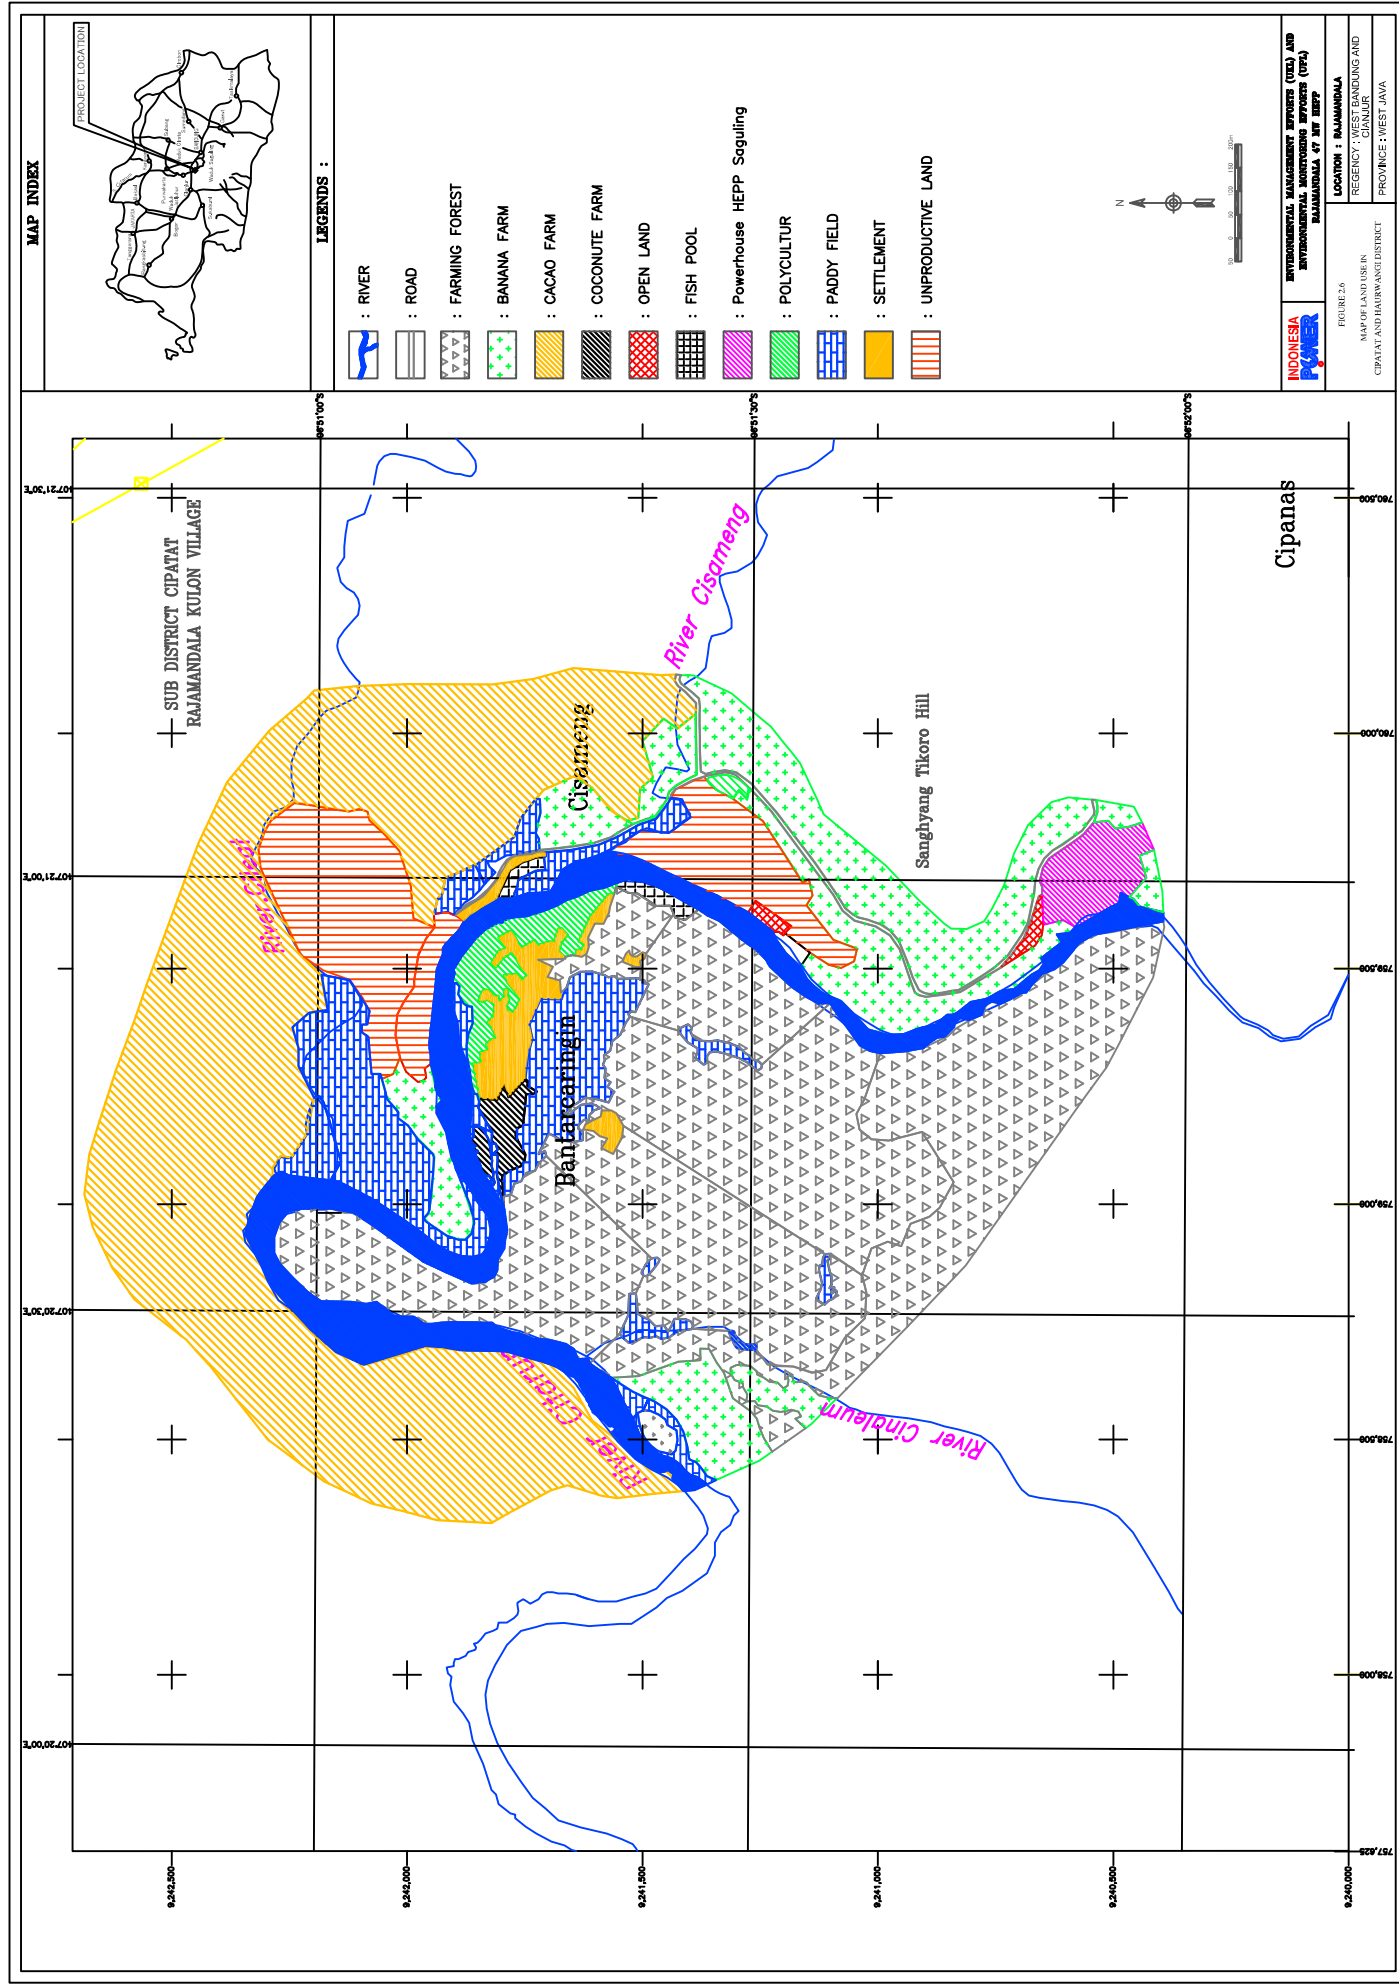 MAP INDEX
PROJECT LOCATION
LEGENDS :
: RIVER
: ROAD
: FARMING FOREST
: BANANA FARM
: CACAO FARM
: COCONUTE FARM
: OPEN LAND
: FISH POOL
: Powerhouse HEPP Saguling
: POLYCULTUR
: PADDY FIELD
: SETTLEMENT
: UNPRODUCTIVE LAND
N
50 0 50 100 150 200m
INDONESIA
POWER
ENVIRONMENTAL MANAGEMENT EFFORTS (UKL) AND
ENVIRONMENTAL MONITORING EFFORTS (UPL)
RAJAMANDALA 47 MW HEPP
FIGURE 2.6
MAP OF LAND USE IN
CIPATAT AND HAURWANGI DISTRICT
LOCATION : RAJAMANDALA
REGENCY : WEST BANDUNG AND
CIANJUR
PROVINCE : WEST JAVA
SUB DISTRICT CIPATAT
RAJAMANDALA KULON VILLAGE
River Cisameng
Cisameng
Sanghyang Tikoro Hill
Cipanas
Bantarcaringin
River Cindleum
River
107°21'30"E
107°21'00"E
107°20'30"E
107°20'00"E
06°51'00"S
06°51'30"S
06°52'00"S
760,500
760,000
759,500
759,000
758,500
758,000
757,625
9,242,500
9,242,000
9,241,500
9,241,000
9,240,500
9,240,000